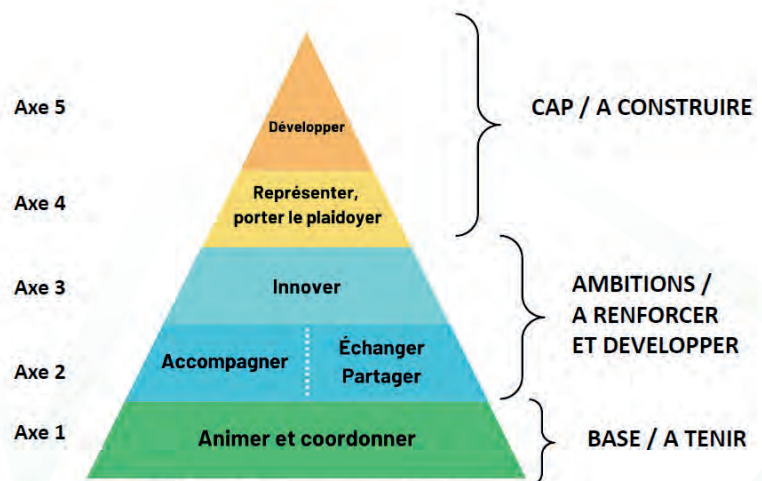 Axe 5
Développer
CAP / A CONSTRUIRE
Axe 4
Représenter,
porter le plaidoyer
Axe 3
Innover
AMBITIONS /
A RENFORCER
ET DEVELOPPER
Axe 2
Accompagner
Échanger
Partager
Axe 1
Animer et coordonner
BASE / A TENIR